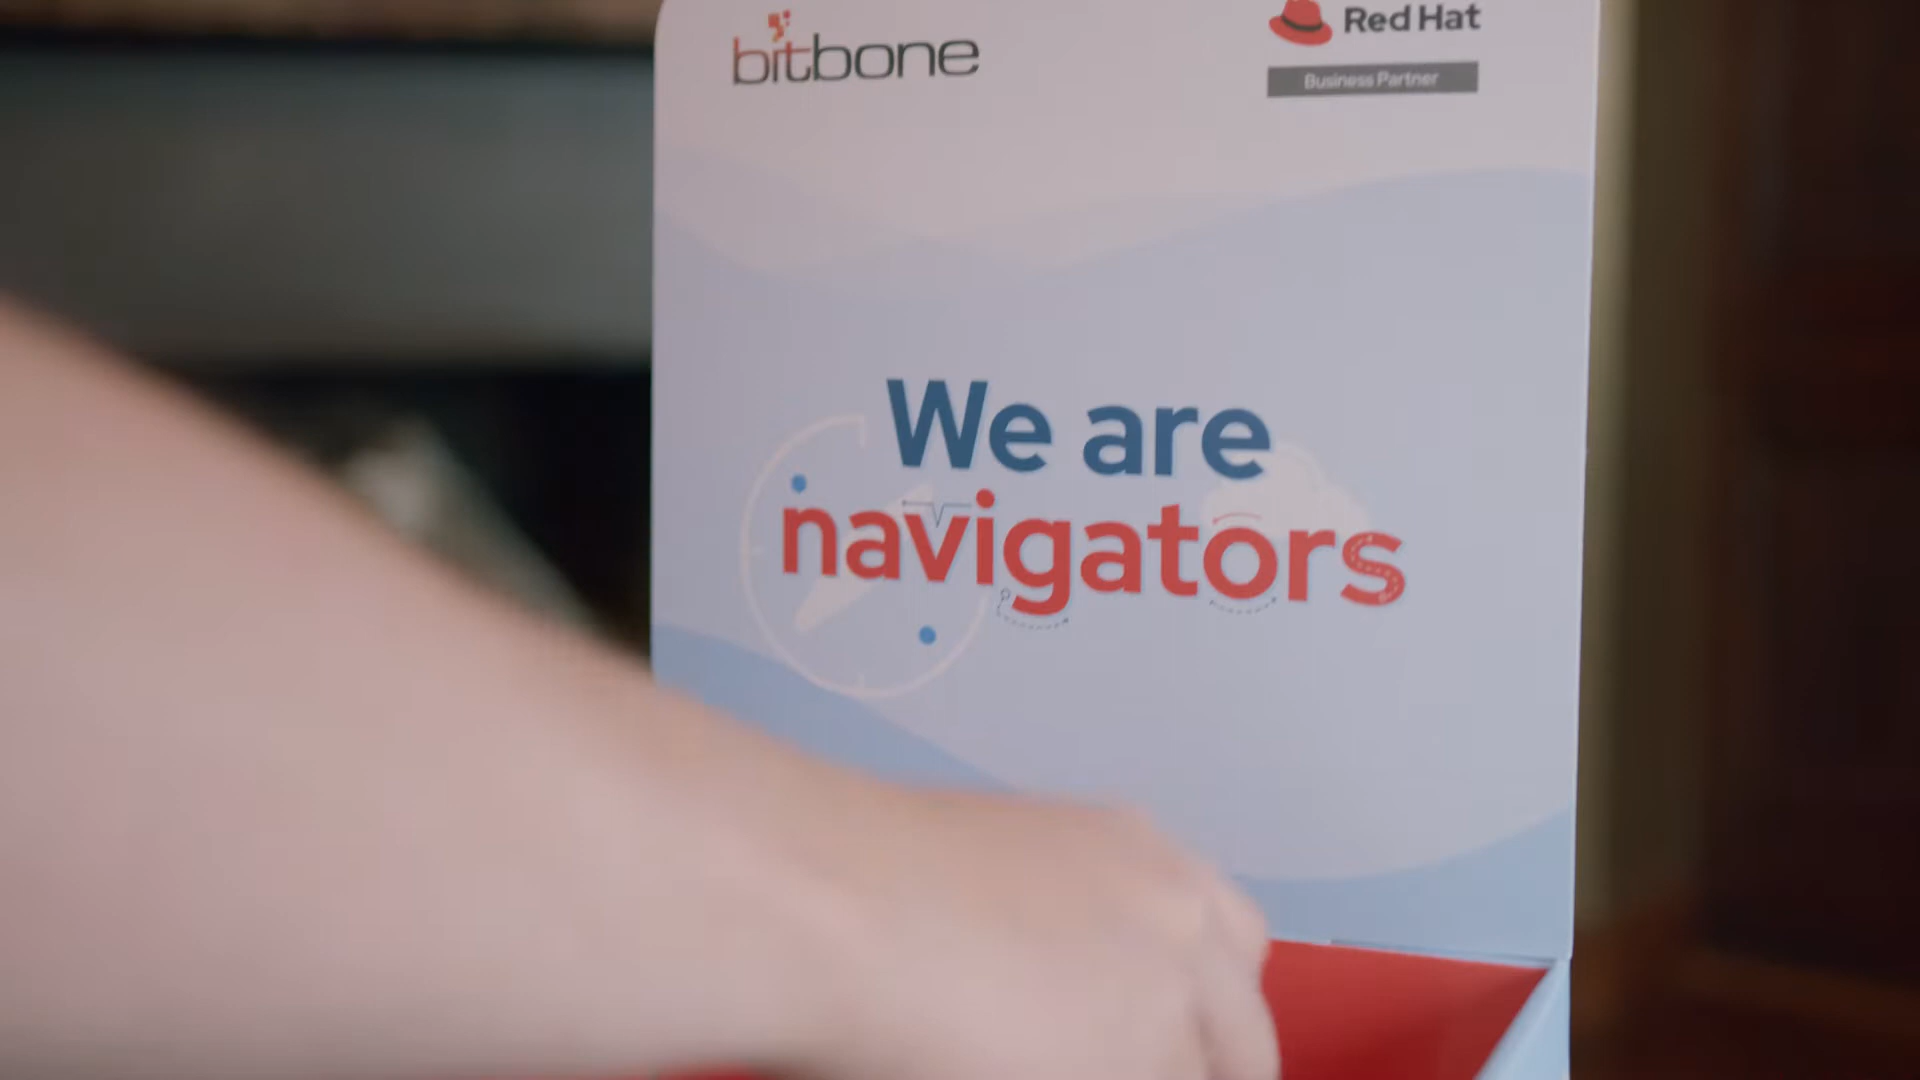 bitbone
Red Hat
Business Partner
We are
navigators